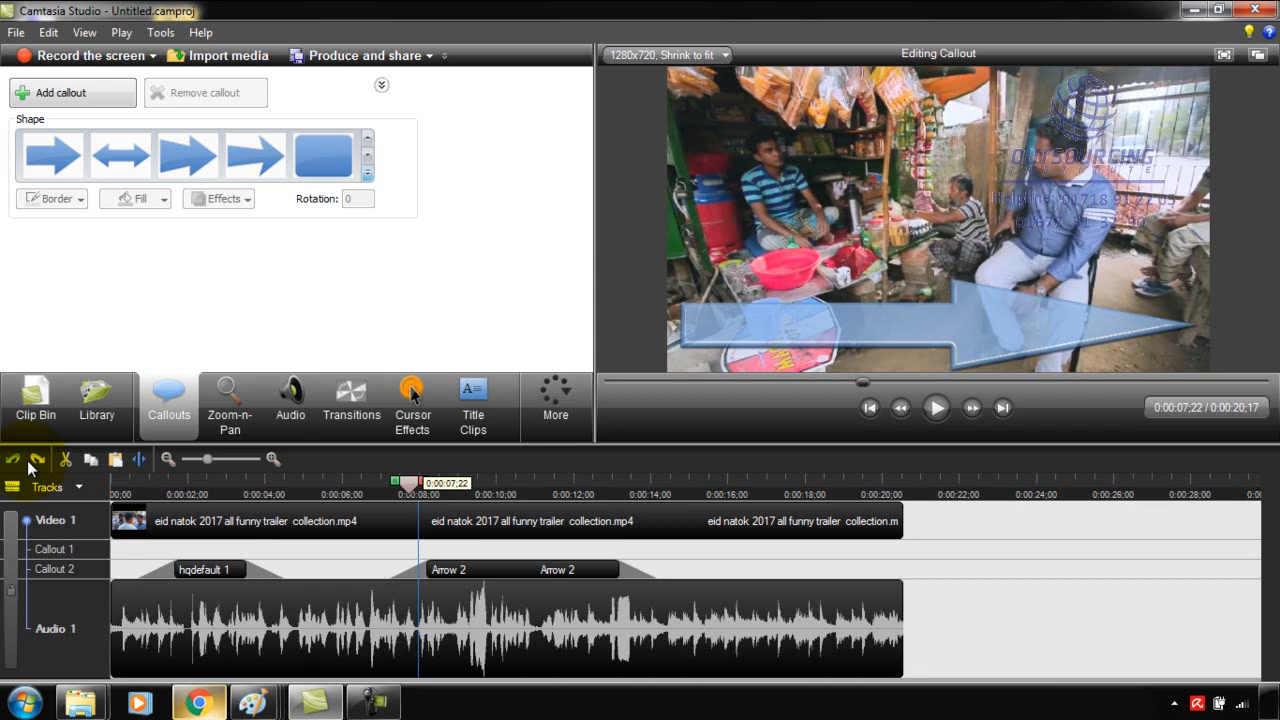 Camtasia Studio - Untitled.camproj
File Edit View Play Tools Help
Record the screen Import media Produce and share
1280x720, Shrink to fit
Editing Callout
Add callout
Remove callout
Shape
Border
Fill
Effects
Rotation: 0
OUTSOURCING
INSTITUTE
Clip Bin
Library
Callouts
Zoom-n-Pan
Audio
Transitions
Cursor Effects
Title Clips
More
0:00:07;22 / 0:00:20;17
Tracks
0:00:07;22
00;00 0:00:02;00 0:00:04;00 0:00:06;00 0:00:08;00 0:00:10;00 0:00:12;00 0:00:14;00 0:00:16;00 0:00:18;00 0:00:20;00 0:00:22;00 0:00:24;00 0:00:26;00 0:00:28;00 0:0
Video 1
eid natok 2017 all funny trailer collection.mp4
eid natok 2017 all funny trailer collection.mp4
eid natok 2017 all funny trailer collection.m
Callout 1
Callout 2
hqdefault 1
Arrow 2
Arrow 2
Audio 1